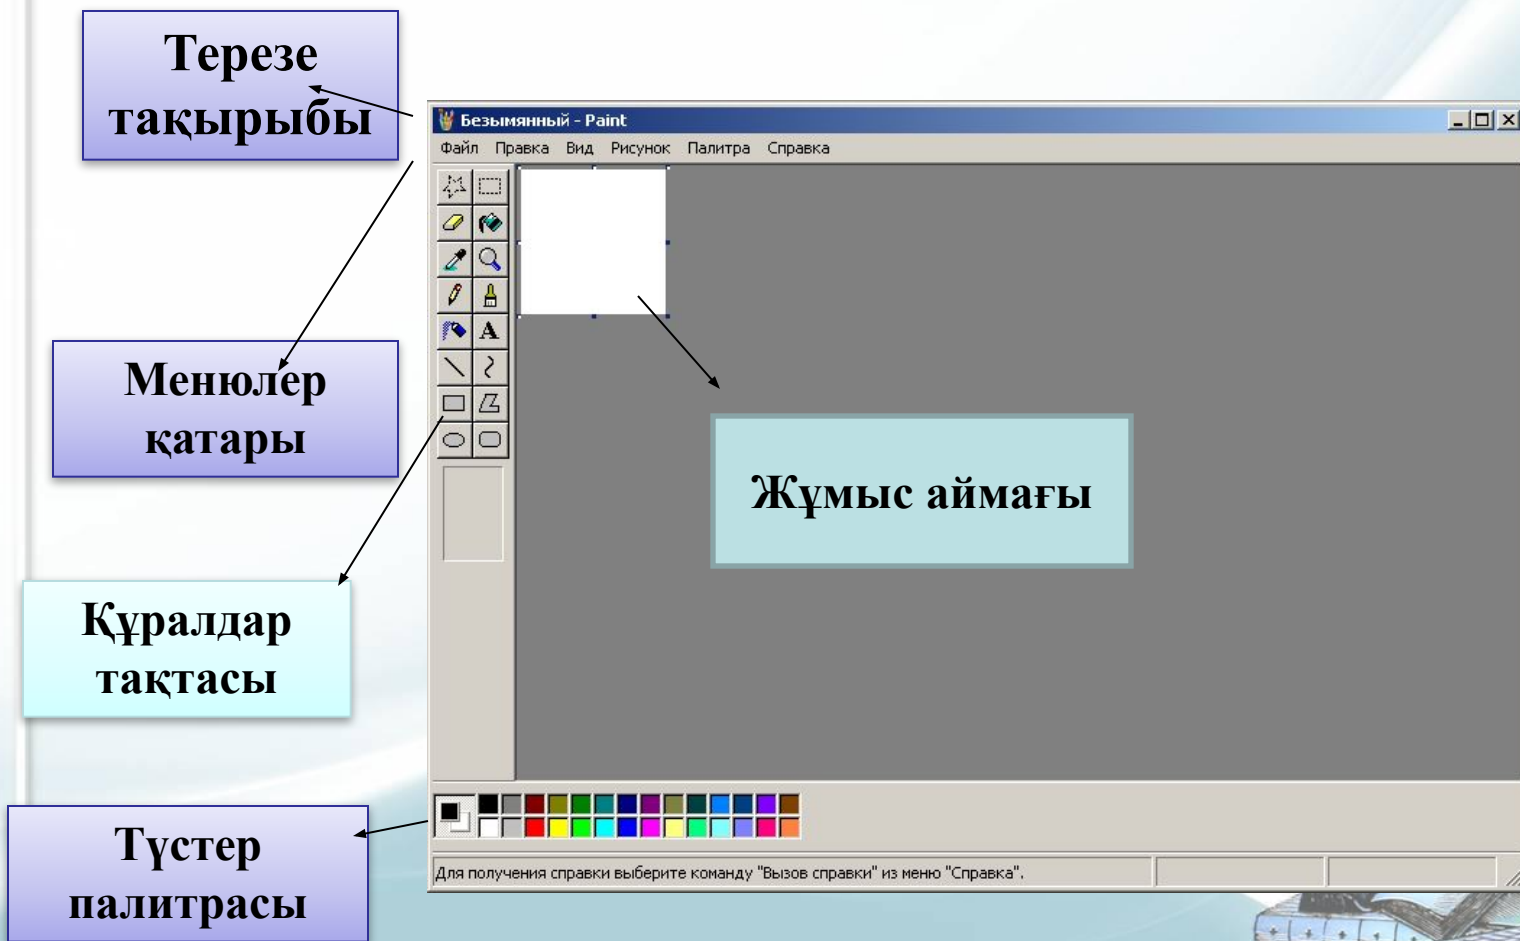 Терезе
тақырыбы
Безымянный - Paint
Файл Правка Вид Рисунок Палитра Справка
A
Менюлер
қатары
Жұмыс аймағы
Құралдар
тақтасы
Түстер
палитрасы
Для получения справки выберите команду "Вызов справки" из меню "Справка".